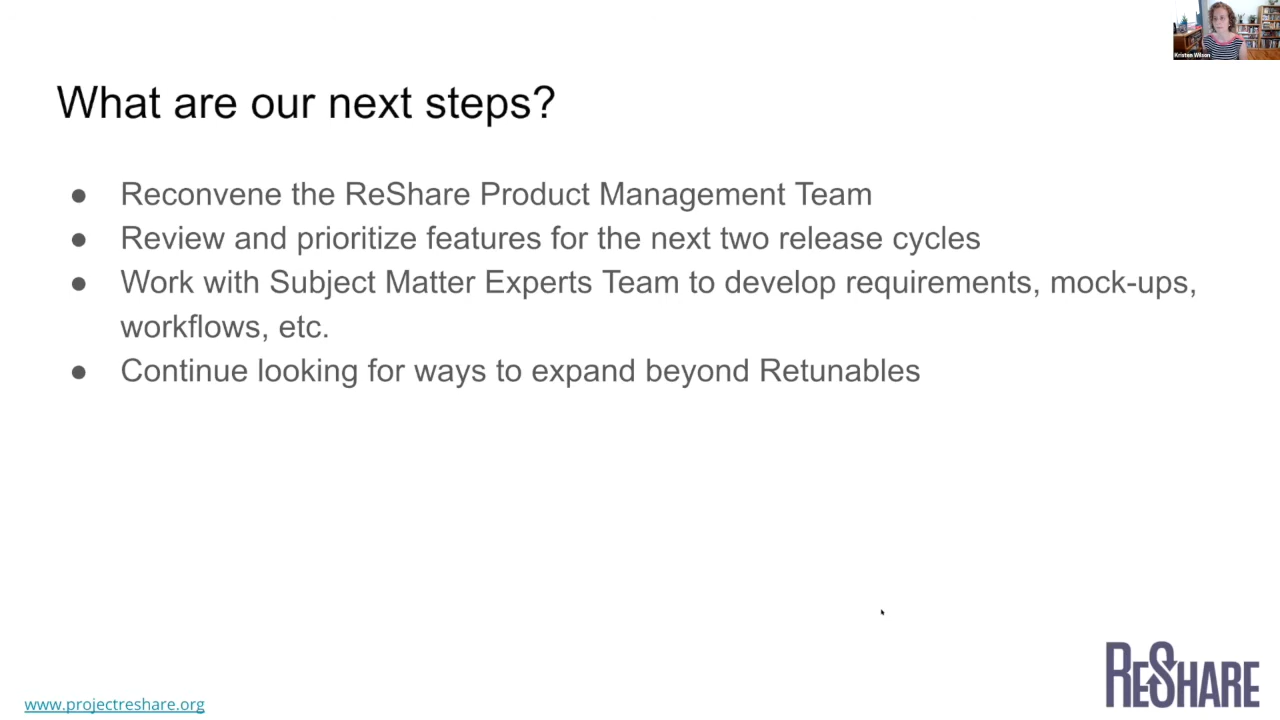 Kristen Wilson
What are our next steps?
● Reconvene the ReShare Product Management Team
● Review and prioritize features for the next two release cycles
● Work with Subject Matter Experts Team to develop requirements, mock-ups,
workflows, etc.
● Continue looking for ways to expand beyond Retunables
www.projectreshare.org
RESHARE